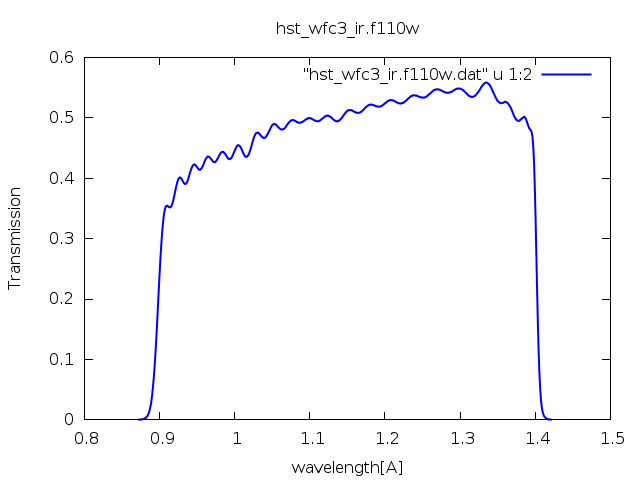 hst_wfc3_ir.f110w
"hst_wfc3_ir.f110w.dat" u 1:2
0.6
0.5
0.4
0.3
0.2
0.1
0
Transmission
0.8 0.9 1 1.1 1.2 1.3 1.4 1.5
wavelength[A]